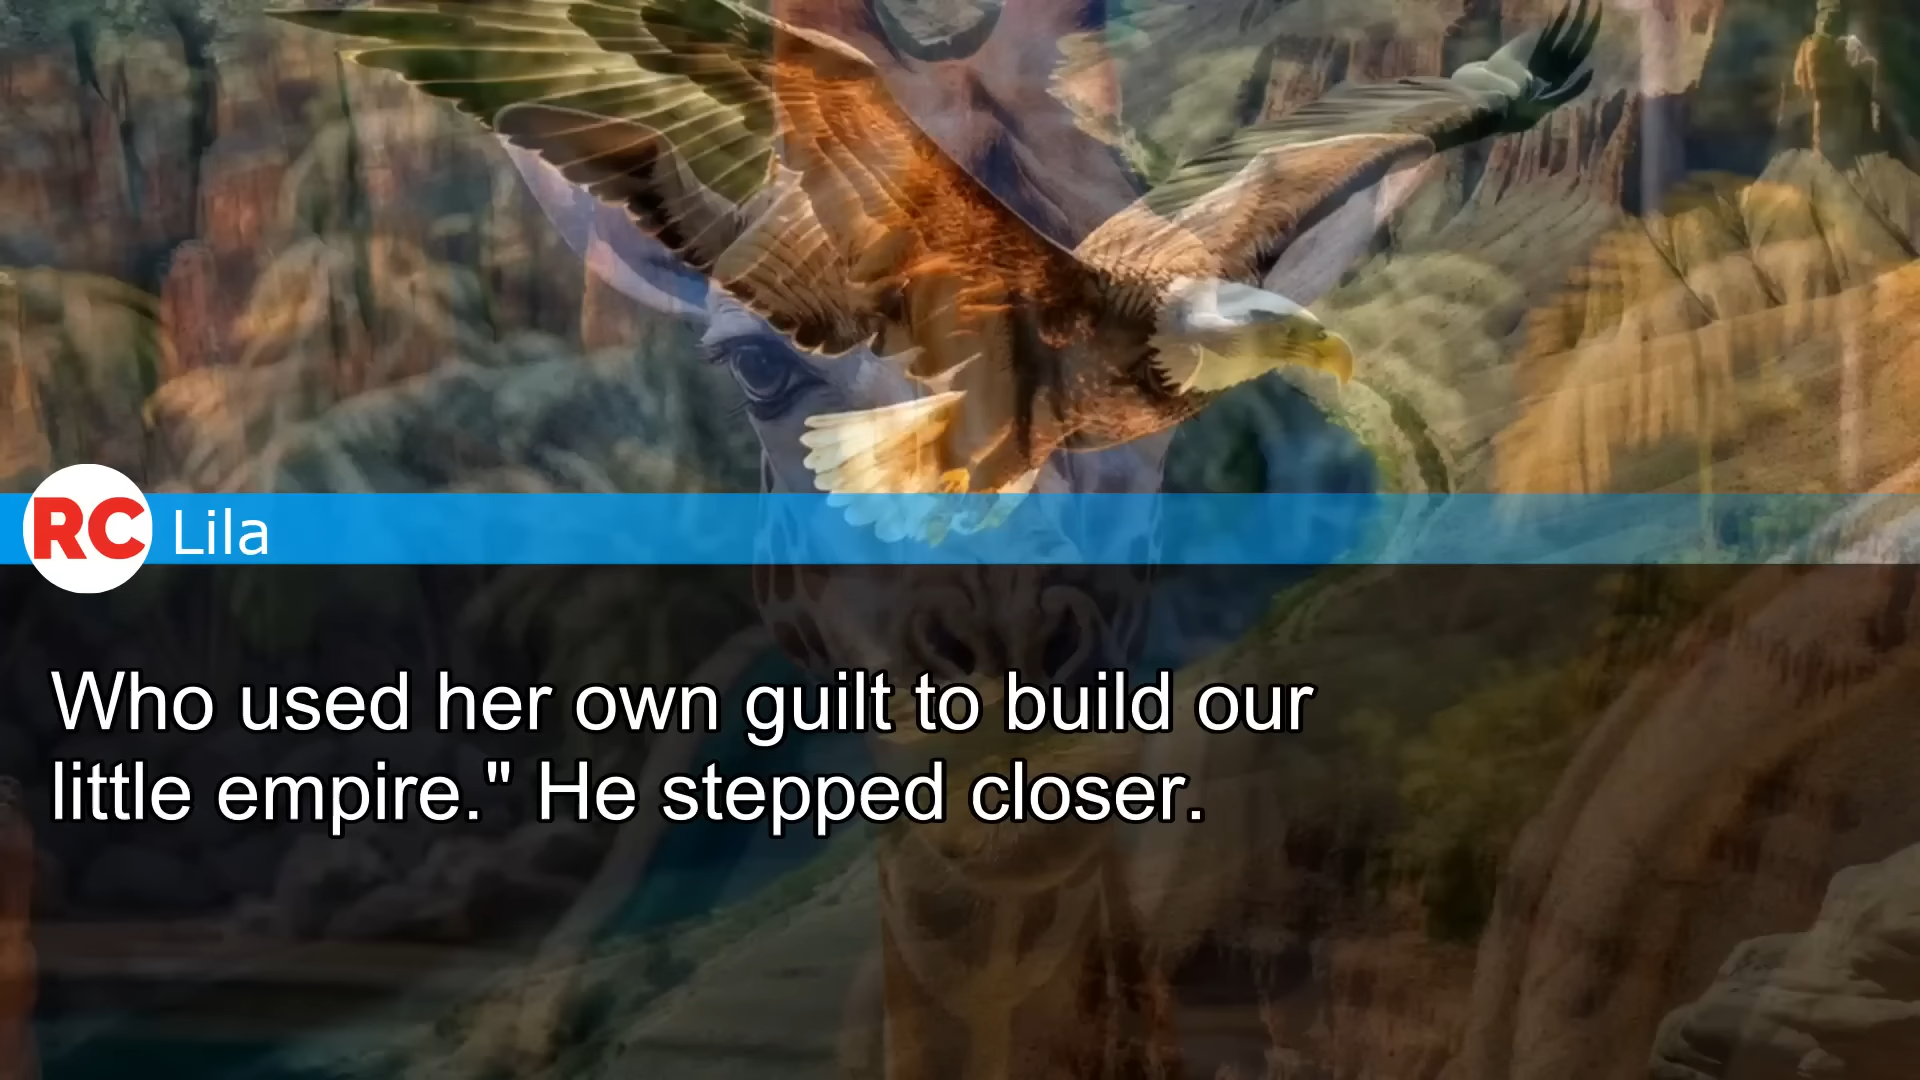 RC Lila
Who used her own guilt to build our
little empire." He stepped closer.